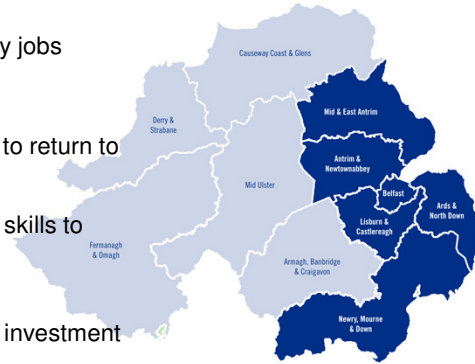 y jobs
to return to
skills to
investment
Causeway Coast & Glens
Derry &
Strabane
Mid & East Antrim
Antrim &
Newtownabbey
Mid Ulster
Belfast
Ards &
North Down
Lisburn &
Castlereagh
Fermanagh
& Omagh
Armagh, Banbridge
& Craigavon
Newry, Mourne
& Down